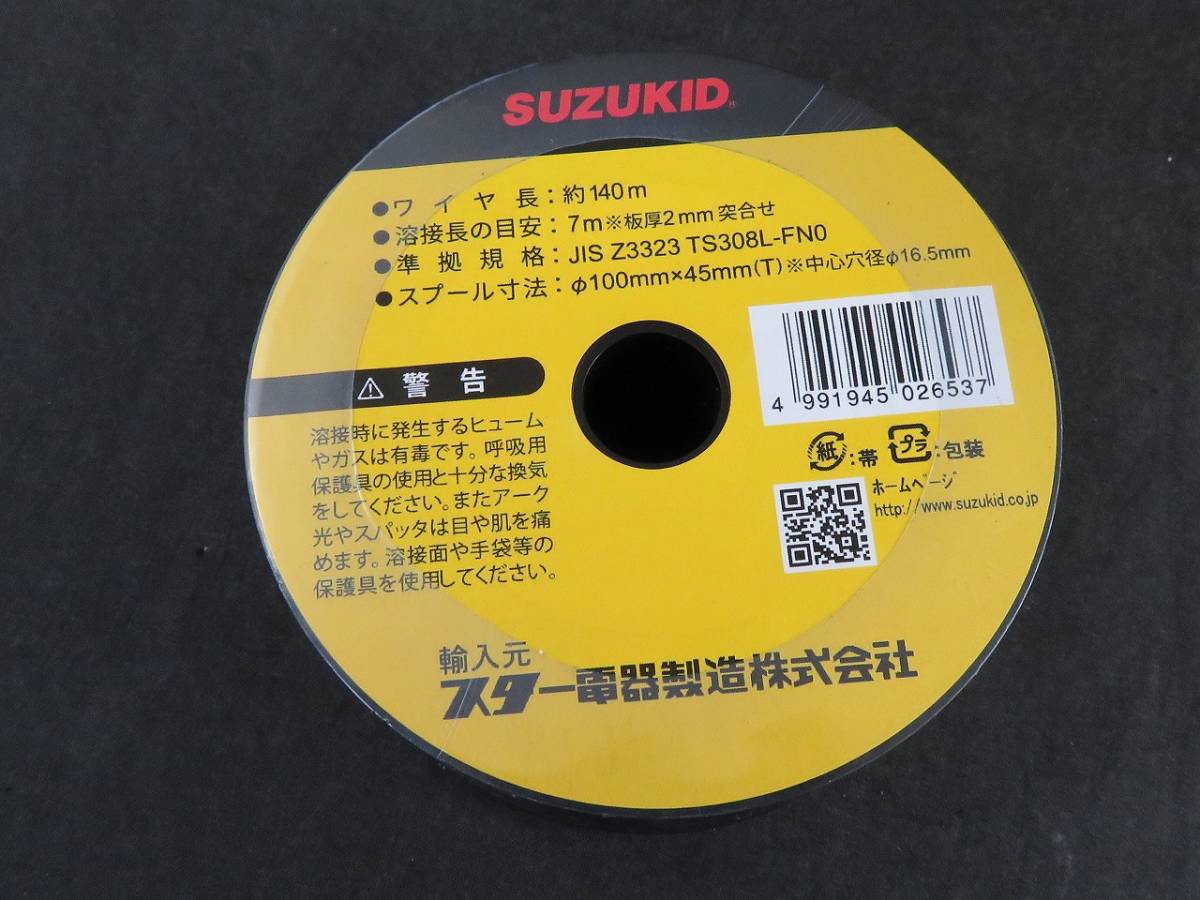 SUZUKID®
●ワイヤ長：約140m
●溶接長の目安：7m※板厚2mm突合せ
●準拠規格：JIS Z3323 TS308L-FN0
●スプール寸法：φ100mm×45mm(T)※中心穴径φ16.5mm
4 991945 026537
⚠ 警告
溶接時に発生するヒューム
やガスは有毒です。呼吸用
保護具の使用と十分な換気
をしてください。またアーク
光やスパッタは目や肌を痛
めます。溶接面や手袋等の
保護具を使用してください。
紙：帯 プラ：包装
ホームページ
http://www.suzukid.co.jp
輸入元
スター電器製造株式会社